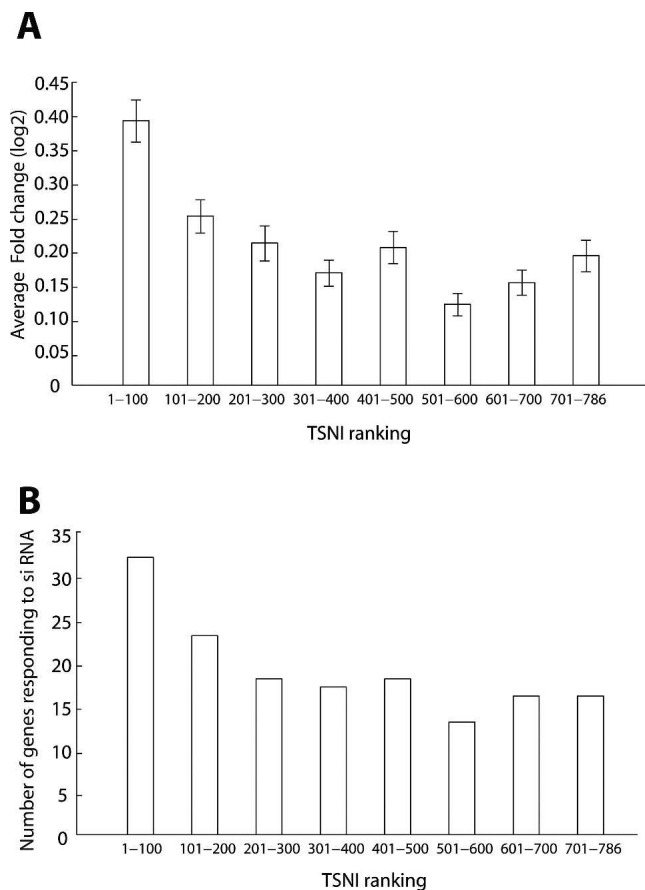 A
Average Fold change (log2)
0.45
0.40
0.35
0.30
0.25
0.20
0.15
0.10
0.05
0
1–100 101–200 201–300 301–400 401–500 501–600 601–700 701–786
TSNI ranking
B
Number of genes responding to si RNA
35
30
25
20
15
10
5
0
1–100 101–200 201–300 301–400 401–500 501–600 601–700 701–786
TSNI ranking